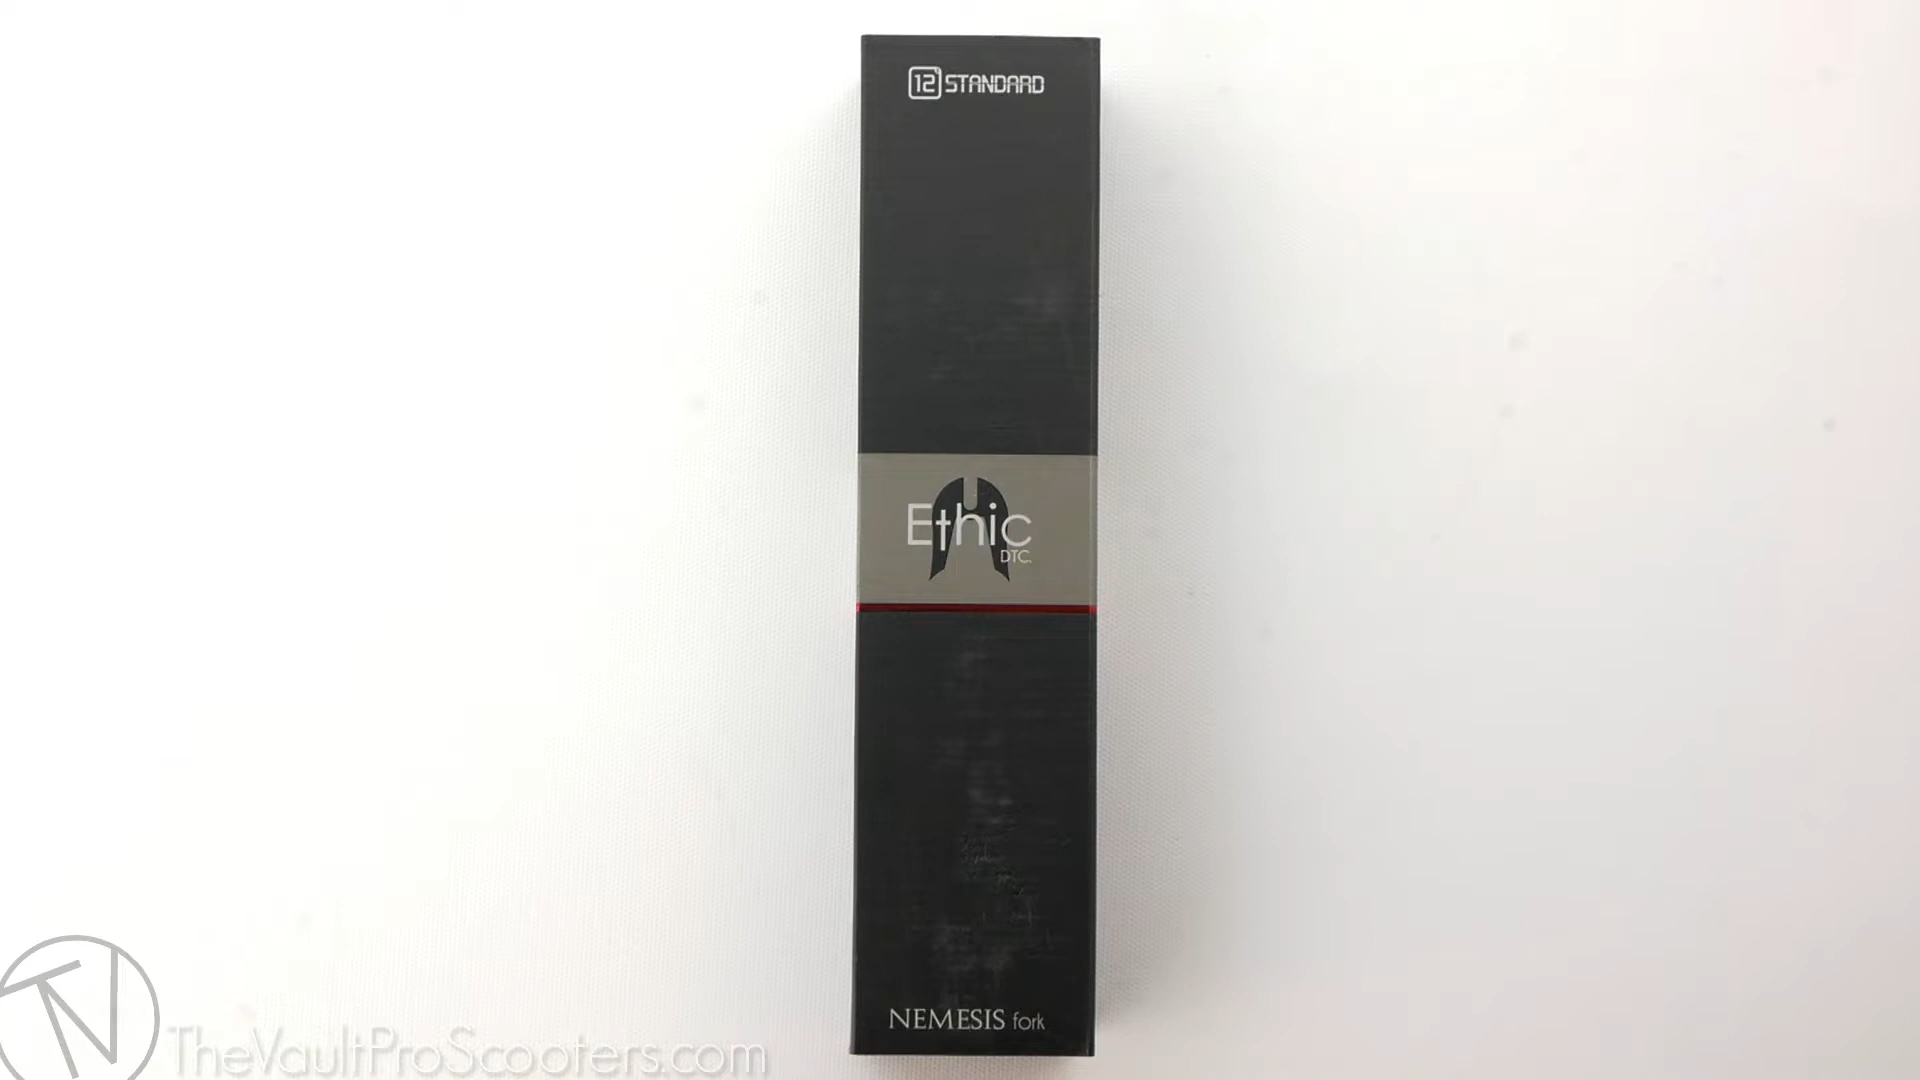 12 STANDARD
Ethic
DTC.
NEMESIS fork
TheVaultProScooters.com